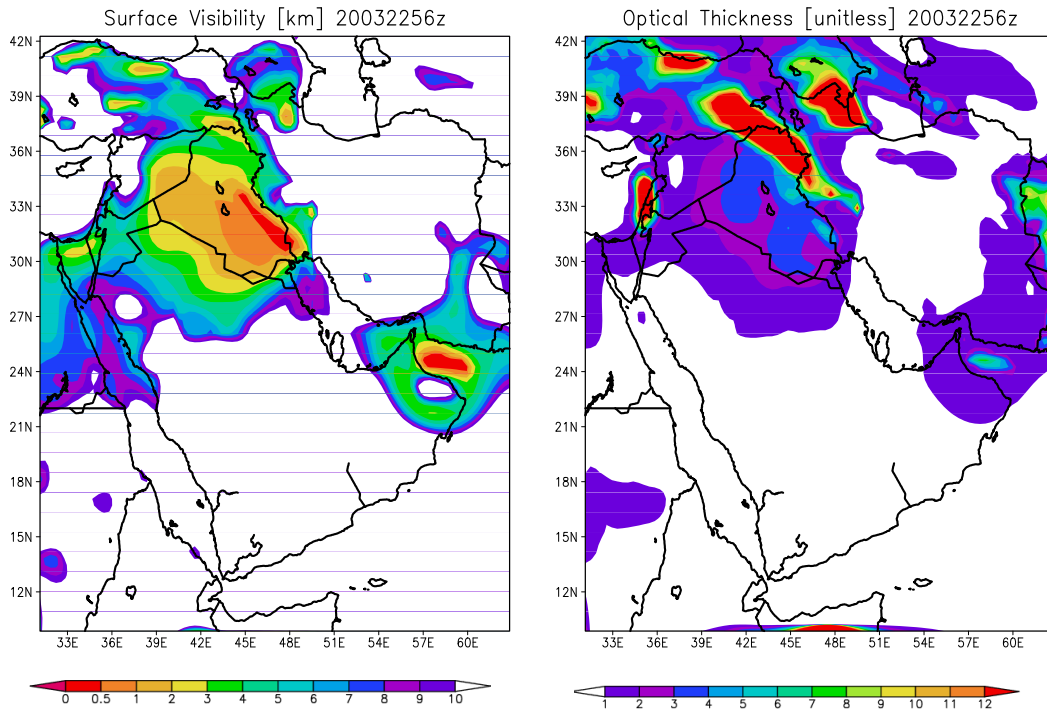 Surface Visibility [km] 20032256z
Optical Thickness [unitless] 20032256z
42N
39N
36N
33N
30N
27N
24N
21N
18N
15N
12N
33E 36E 39E 42E 45E 48E 51E 54E 57E 60E
42N
39N
36N
33N
30N
27N
24N
21N
18N
15N
12N
33E 36E 39E 42E 45E 48E 51E 54E 57E 60E
0 0.5 1 2 3 4 5 6 7 8 9 10
1 2 3 4 5 6 7 8 9 10 11 12